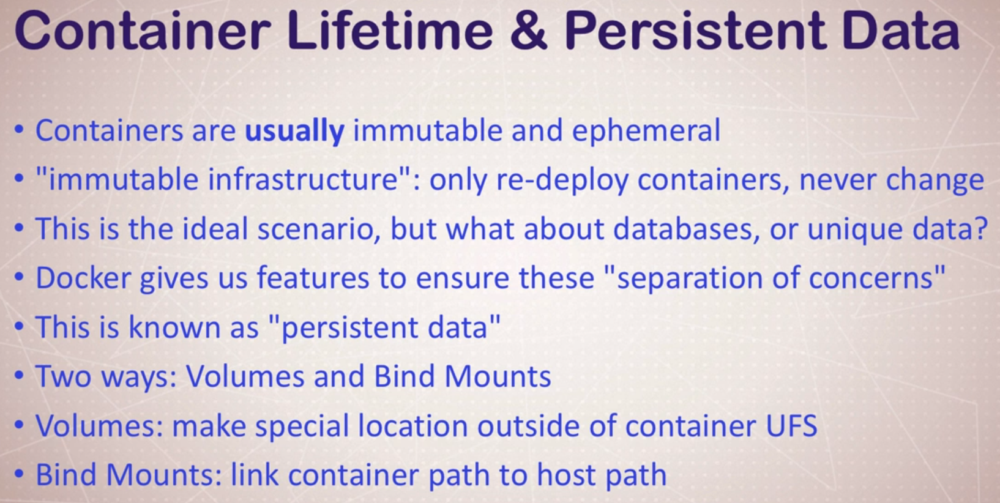 Container Lifetime & Persistent Data
• Containers are usually immutable and ephemeral
• "immutable infrastructure": only re-deploy containers, never change
• This is the ideal scenario, but what about databases, or unique data?
• Docker gives us features to ensure these "separation of concerns"
• This is known as "persistent data"
• Two ways: Volumes and Bind Mounts
• Volumes: make special location outside of container UFS
• Bind Mounts: link container path to host path